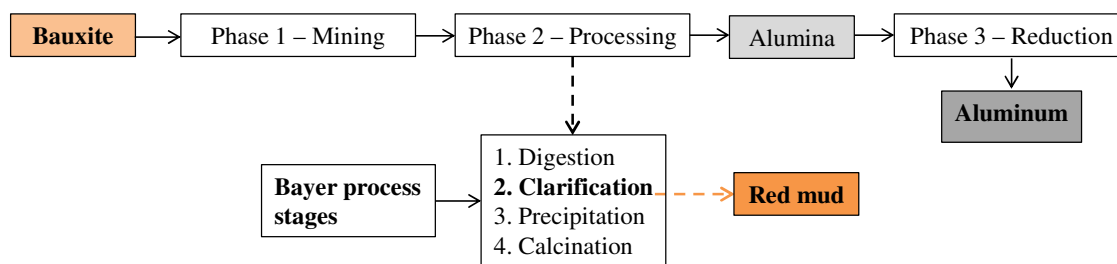 Bauxite
Phase 1 – Mining
Phase 2 – Processing
Alumina
Phase 3 – Reduction
Aluminum
Bayer process
stages
1. Digestion
2. Clarification
3. Precipitation
4. Calcination
Red mud